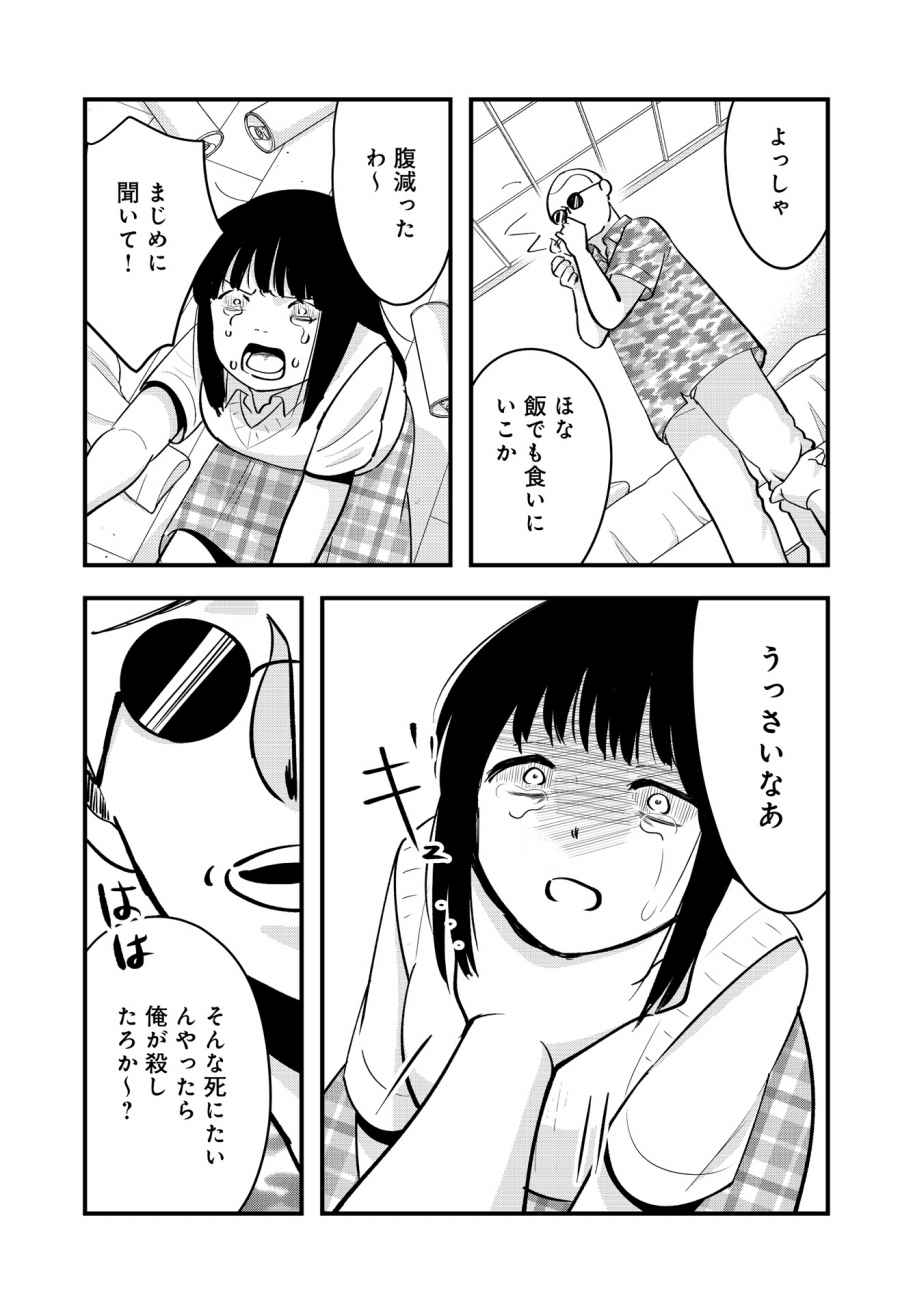 よっしゃ
ほな
飯でも食いに
いこか
腹減った
わ〜
まじめに
聞いて！
うっさいなあ
ギュ
はは
そんな死にたい
んやったら
俺が殺し
たろか〜？